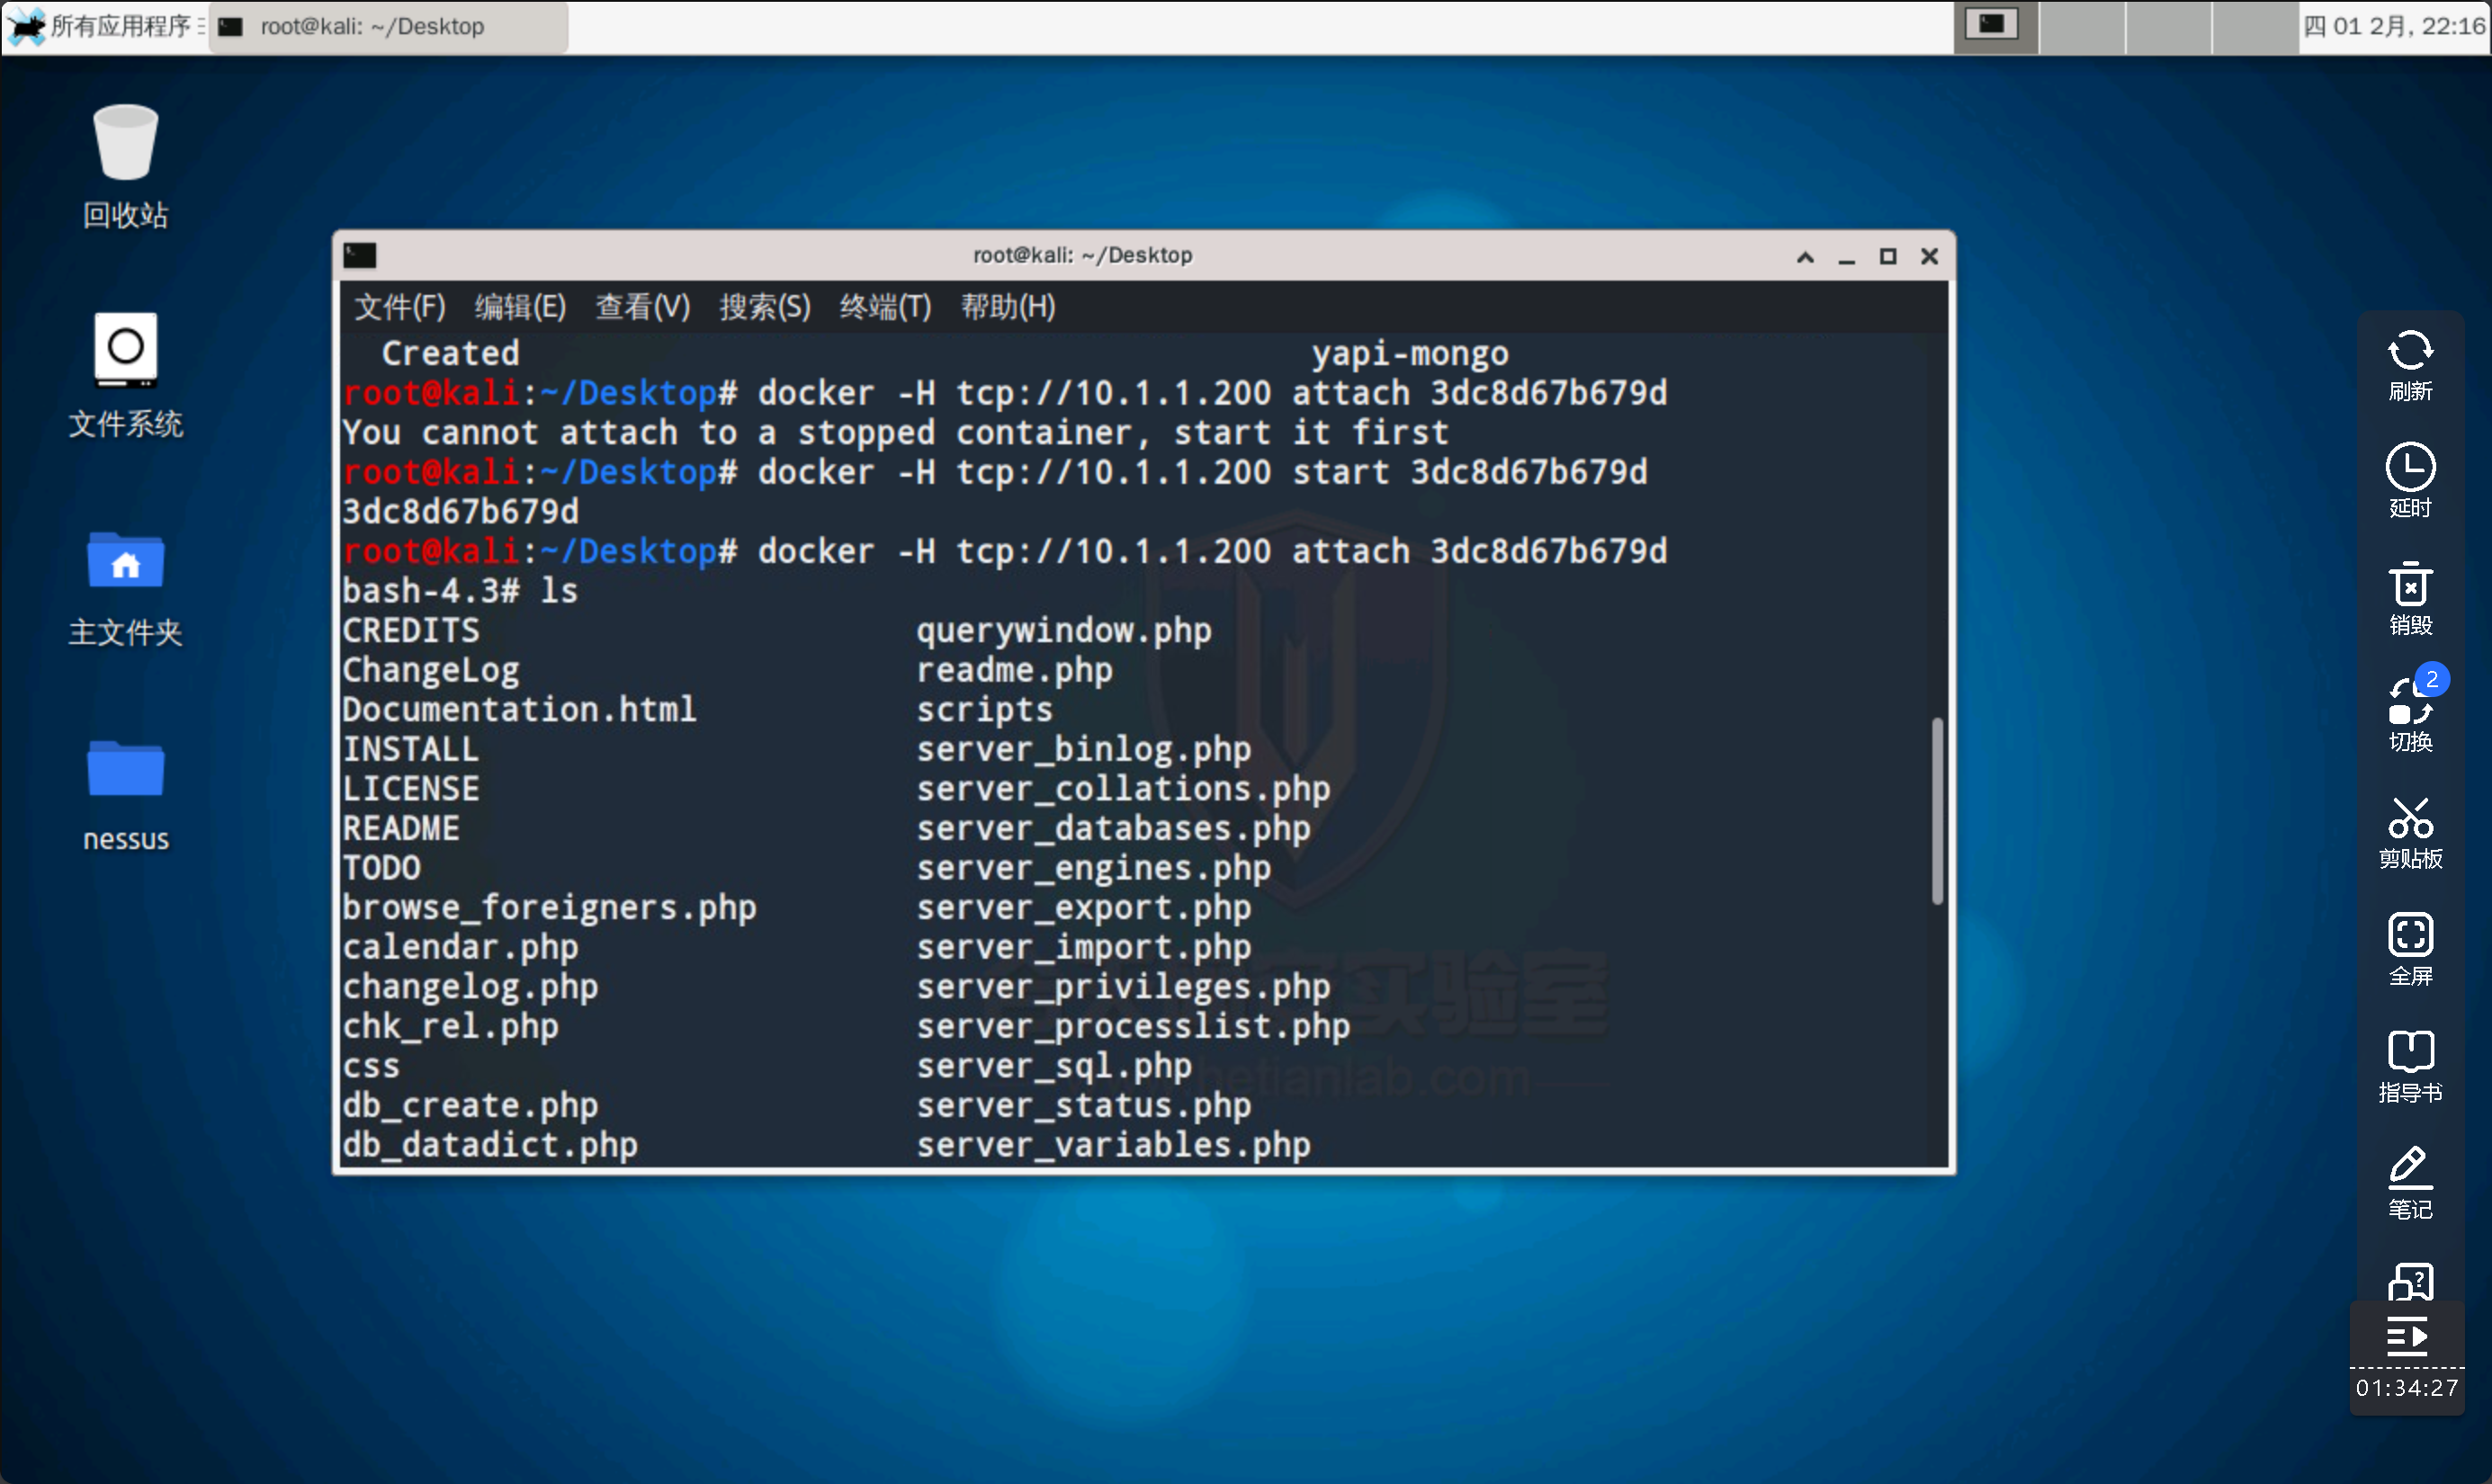 所有应用程序
root@kali: ~/Desktop
四 01 2月, 22:16
回收站
文件系统
主文件夹
nessus
root@kali: ~/Desktop
文件(F) 编辑(E) 查看(V) 搜索(S) 终端(T) 帮助(H)
Created yapi-mongo
root@kali:~/Desktop# docker -H tcp://10.1.1.200 attach 3dc8d67b679d
You cannot attach to a stopped container, start it first
root@kali:~/Desktop# docker -H tcp://10.1.1.200 start 3dc8d67b679d
3dc8d67b679d
root@kali:~/Desktop# docker -H tcp://10.1.1.200 attach 3dc8d67b679d
bash-4.3# ls
CREDITS querywindow.php
ChangeLog readme.php
Documentation.html scripts
INSTALL server_binlog.php
LICENSE server_collations.php
README server_databases.php
TODO server_engines.php
browse_foreigners.php server_export.php
calendar.php server_import.php
changelog.php server_privileges.php
chk_rel.php server_processlist.php
css server_sql.php
db_create.php server_status.php
db_datadict.php server_variables.php
实验室
hetianlab.com
刷新
延时
销毁
2
切换
剪贴板
全屏
指导书
笔记
01:34:27